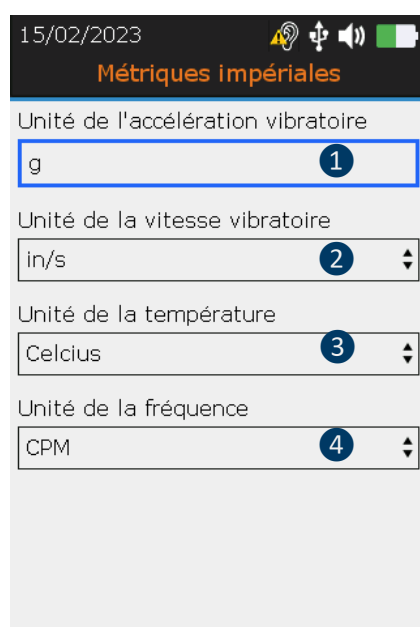 15/02/2023
Métriques impériales
Unité de l'accélération vibratoire
g 1
Unité de la vitesse vibratoire
in/s 2
Unité de la température
Celcius 3
Unité de la fréquence
CPM 4